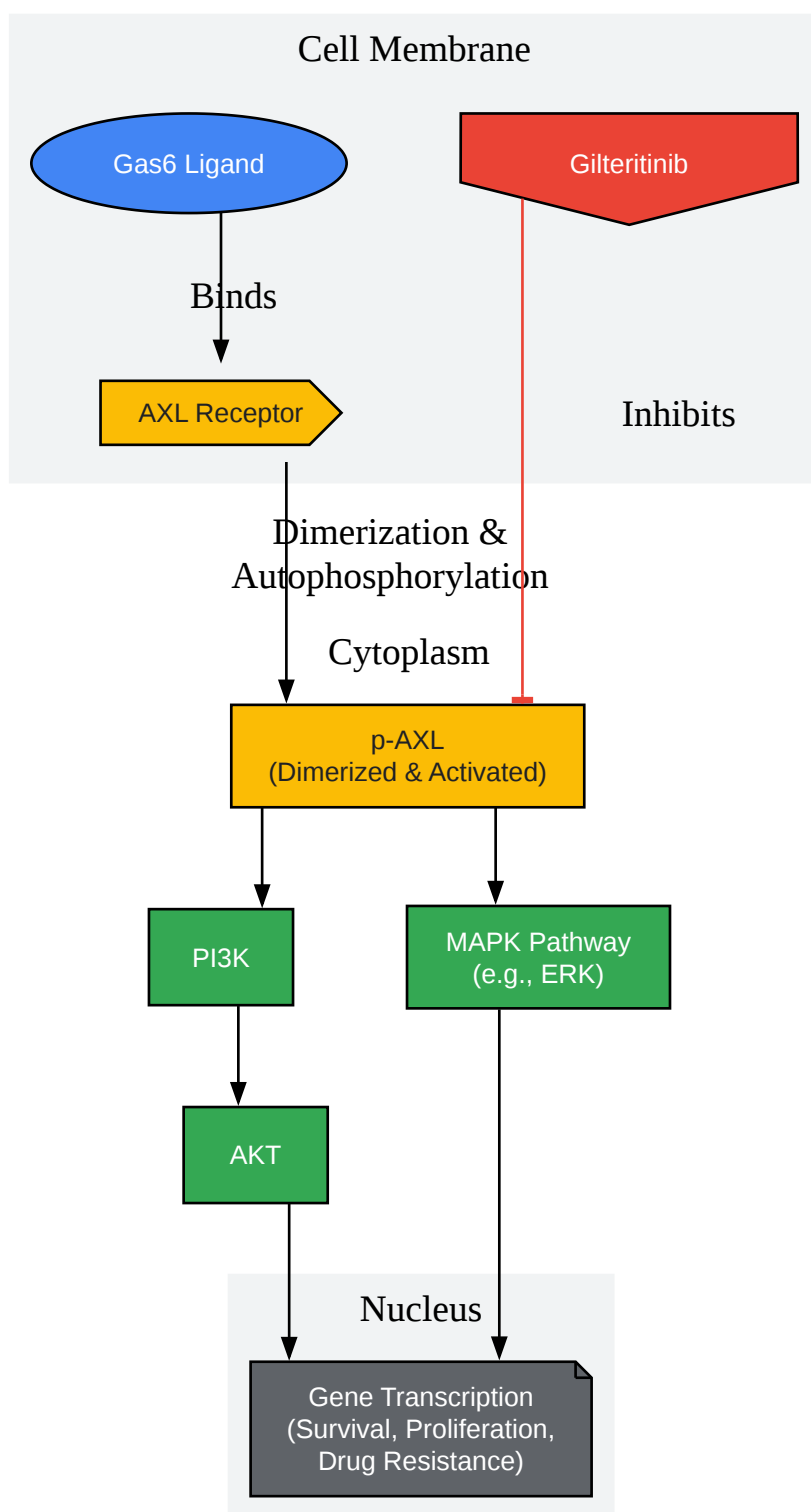 Cell Membrane
Gas6 Ligand
Gilteritinib
Binds
AXL Receptor
Inhibits
Dimerization &
Autophosphorylation
Cytoplasm
p-AXL
(Dimerized & Activated)
PI3K
MAPK Pathway
(e.g., ERK)
AKT
Nucleus
Gene Transcription
(Survival, Proliferation,
Drug Resistance)